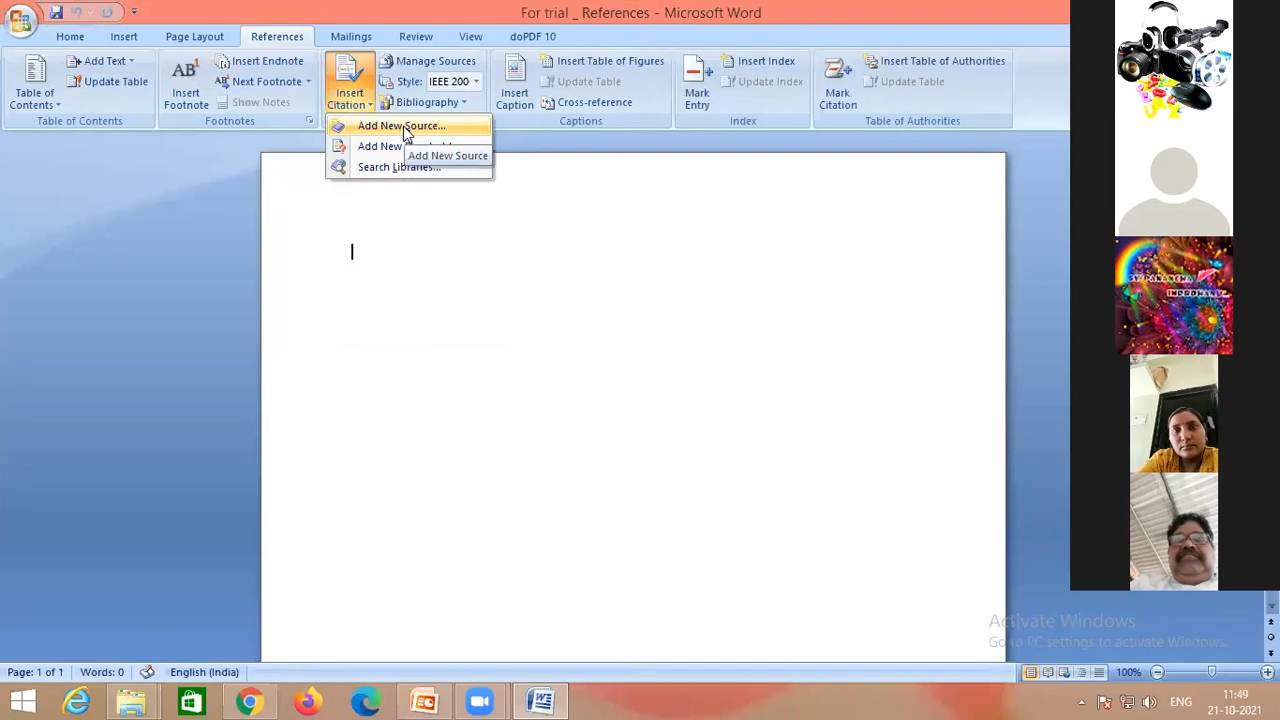 For trial _ References - Microsoft Word
Home Insert Page Layout References Mailings Review View doPDF 10
Table of Contents
Add Text
Update Table
Table of Contents
AB1
Insert Footnote
Insert Endnote
Next Footnote
Show Notes
Footnotes
Insert Citation
Manage Sources
Style: IEEE 200
Bibliography
Insert Caption
Insert Table of Figures
Update Table
Cross-reference
Captions
Mark Entry
Insert Index
Update Index
Index
Mark Citation
Insert Table of Authorities
Update Table
Table of Authorities
Add New Source...
Add New
Add New Source
Search Libraries...
Activate Windows
Go to PC settings to activate Windows.
Page: 1 of 1 Words: 0 English (India) 100%
ENG 11:49
21-10-2021